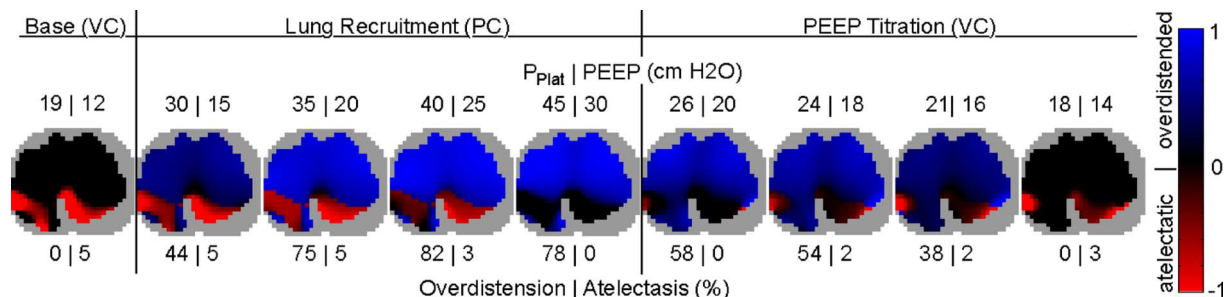 Base (VC) Lung Recruitment (PC) PEEP Titration (VC)
PPlat | PEEP (cm H2O)
19 | 12 30 | 15 35 | 20 40 | 25 45 | 30 26 | 20 24 | 18 21 | 16 18 | 14
0 | 5 44 | 5 75 | 5 82 | 3 78 | 0 58 | 0 54 | 2 38 | 2 0 | 3
Overdistension | Atelectasis (%)
1
0
-1
overdistended
atelectatic